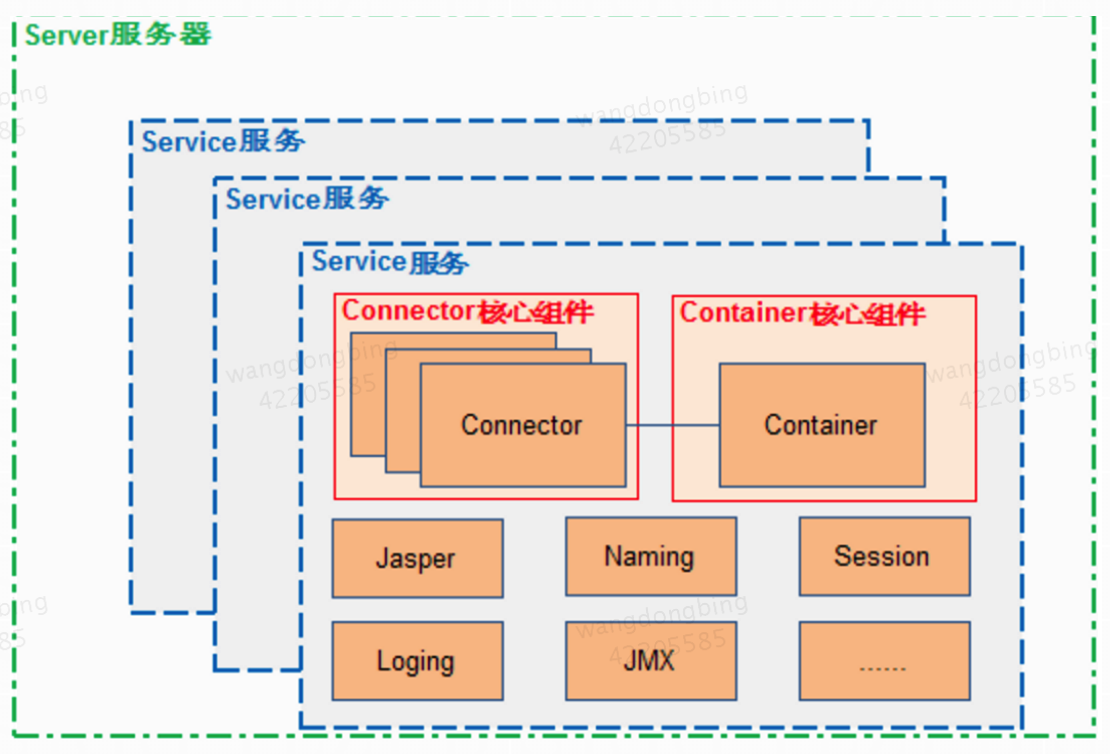 Server服务器
Service服务
Service服务
Service服务
Connector核心组件
Container核心组件
Connector
Container
Jasper
Naming
Session
Loging
JMX
......
wangdongbing
42205585
wangdongbing
42205585
wangdongbing
42205585
wangdongbing
42205585
ing
85
ing
85